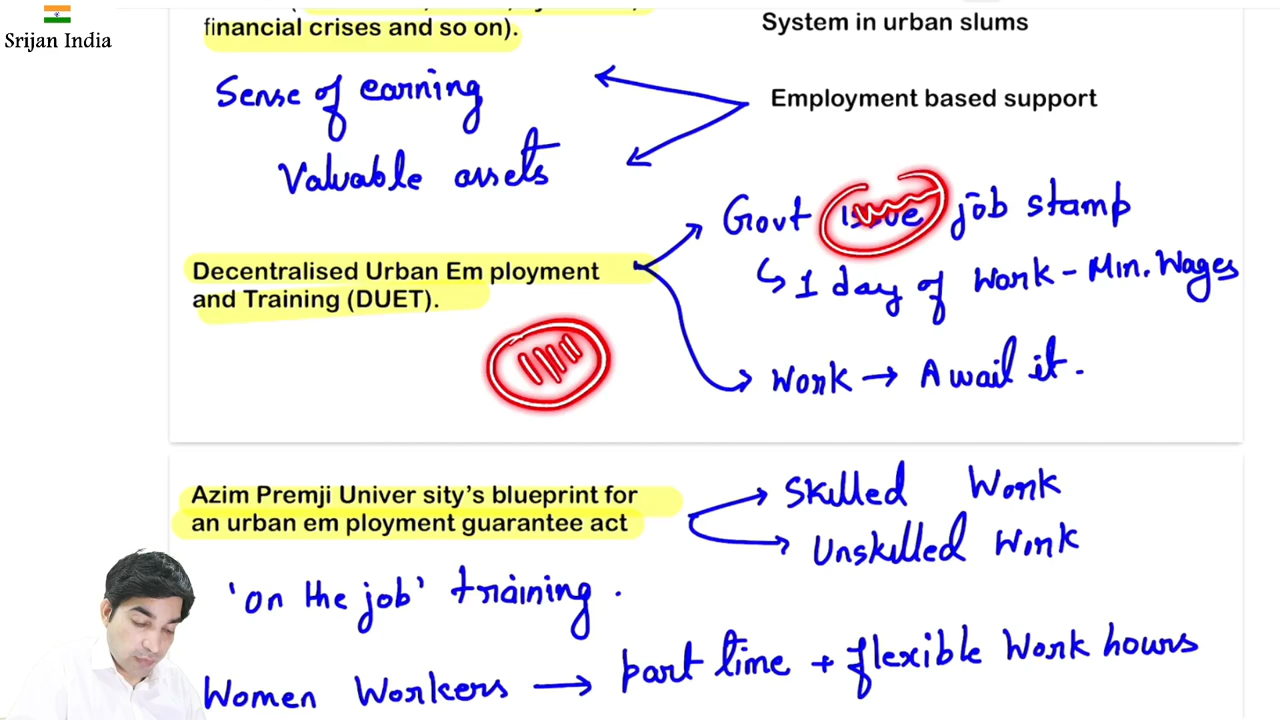 Srijan India
financial crises and so on).
System in urban slums
Sense of earning
Employment based support
Valuable assets
Govt issue job stamp
↳ 1 day of work - Min. Wages
Decentralised Urban Em ployment
and Training (DUET).
Work → Avail it.
Azim Premji Univer sity's blueprint for
an urban em ployment guarantee act
Skilled Work
Unskilled Work
'on the job' training.
Women Workers → part time + flexible work hours